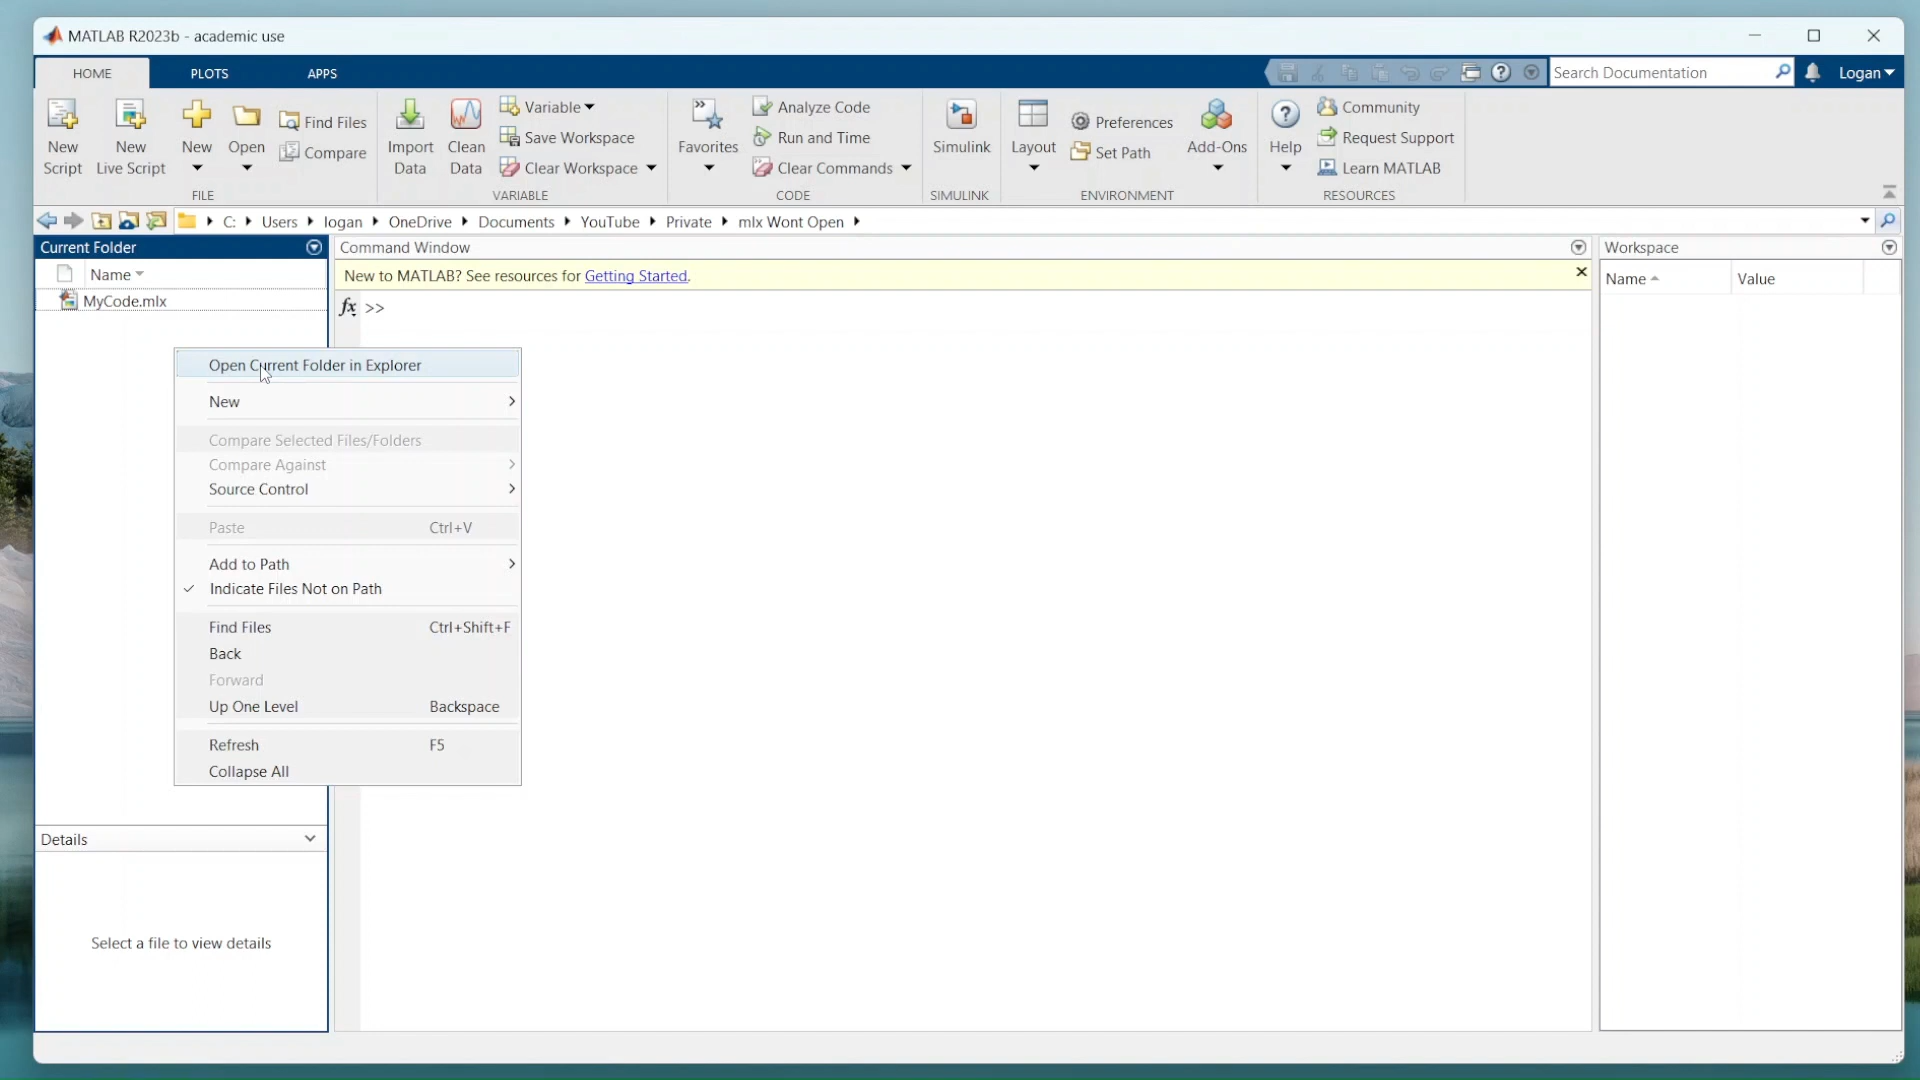 MATLAB R2023b - academic use
HOME PLOTS APPS
Search Documentation
Logan
New Script
New Live Script
New
Open
Find Files
Compare
FILE
Import Data
Clean Data
Variable
Save Workspace
Clear Workspace
VARIABLE
Favorites
Analyze Code
Run and Time
Clear Commands
CODE
Simulink
SIMULINK
Layout
Preferences
Set Path
Add-Ons
ENVIRONMENT
Help
Community
Request Support
Learn MATLAB
RESOURCES
C: Users logan OneDrive Documents YouTube Private mlx Wont Open
Current Folder
Name
MyCode.mlx
Command Window
New to MATLAB? See resources for Getting Started.
fx >>
Workspace
Name Value
Open Current Folder in Explorer
New
Compare Selected Files/Folders
Compare Against
Source Control
Paste Ctrl+V
Add to Path
Indicate Files Not on Path
Find Files Ctrl+Shift+F
Back
Forward
Up One Level Backspace
Refresh F5
Collapse All
Details
Select a file to view details